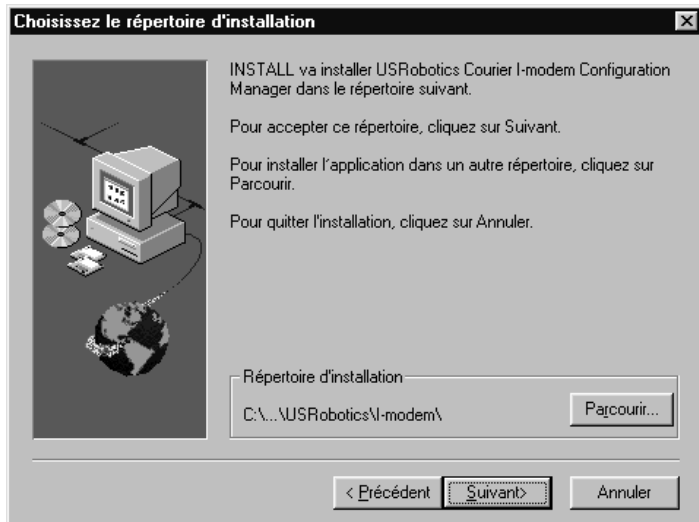 Choisissez le répertoire d'installation
INSTALL va installer USRobotics Courier I-modem Configuration
Manager dans le répertoire suivant.
Pour accepter ce répertoire, cliquez sur Suivant.
Pour installer l'application dans un autre répertoire, cliquez sur
Parcourir.
Pour quitter l'installation, cliquez sur Annuler.
Répertoire d'installation
C:\...\USRobotics\I-modem\
Parcourir...
< Précédent
Suivant>
Annuler